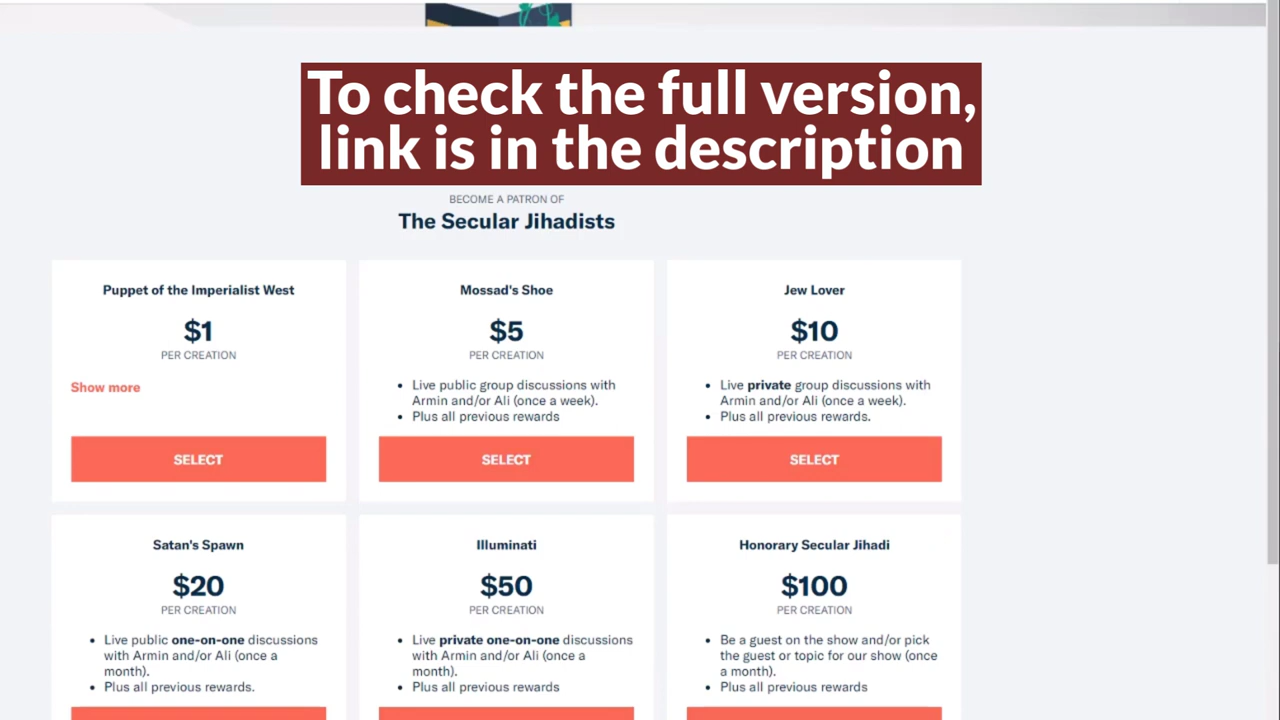 To check the full version,
link is in the description
BECOME A PATRON OF
The Secular Jihadists
Puppet of the Imperialist West
$1
PER CREATION
Show more
SELECT
Mossad's Shoe
$5
PER CREATION
• Live public group discussions with
Armin and/or Ali (once a week).
• Plus all previous rewards
SELECT
Jew Lover
$10
PER CREATION
• Live private group discussions with
Armin and/or Ali (once a week).
• Plus all previous rewards.
SELECT
Satan's Spawn
$20
PER CREATION
• Live public one-on-one discussions
with Armin and/or Ali (once a
month).
• Plus all previous rewards.
Illuminati
$50
PER CREATION
• Live private one-on-one discussions
with Armin and/or Ali (once a
month).
• Plus all previous rewards
Honorary Secular Jihadi
$100
PER CREATION
• Be a guest on the show and/or pick
the guest or topic for our show (once
a month).
• Plus all previous rewards